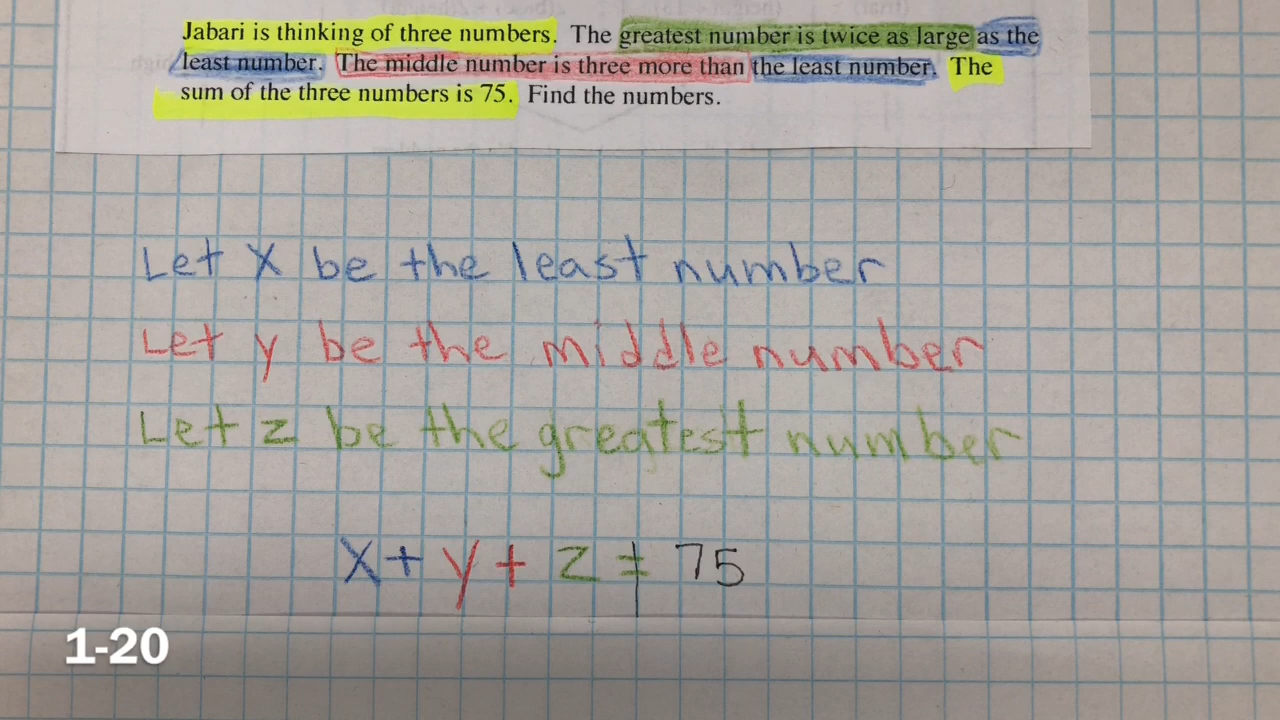 Jabari is thinking of three numbers. The greatest number is twice as large as the
least number. The middle number is three more than the least number. The
sum of the three numbers is 75. Find the numbers.
Let x be the least number
Let y be the middle number
Let z be the greatest number
x + y + z = 75
1-20